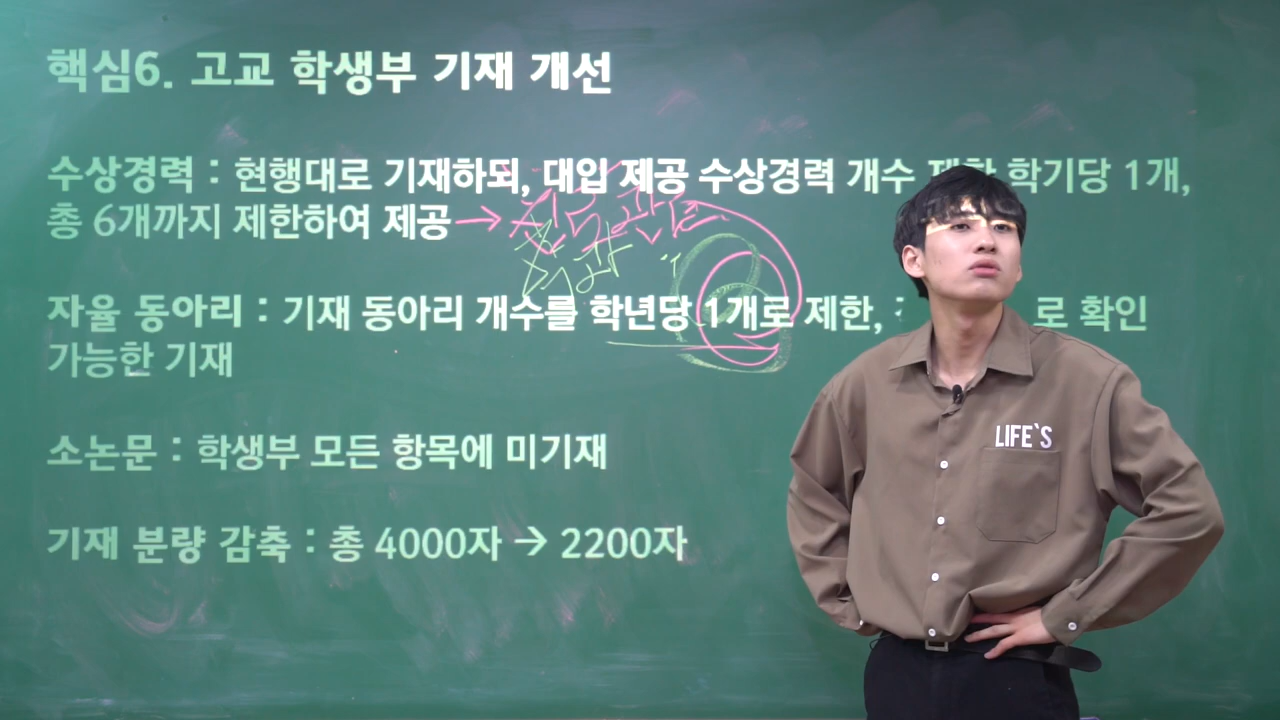 핵심6. 고교 학생부 기재 개선
수상경력 : 현행대로 기재하되, 대입 제공 수상경력 개수 제한 학기당 1개,
총 6개까지 제한하여 제공 →
자율 동아리 : 기재 동아리 개수를 학년당 1개로 제한, 로 확인
가능한 기재
소논문 : 학생부 모든 항목에 미기재
기재 분량 감축 : 총 4000자 → 2200자
LIFE`S